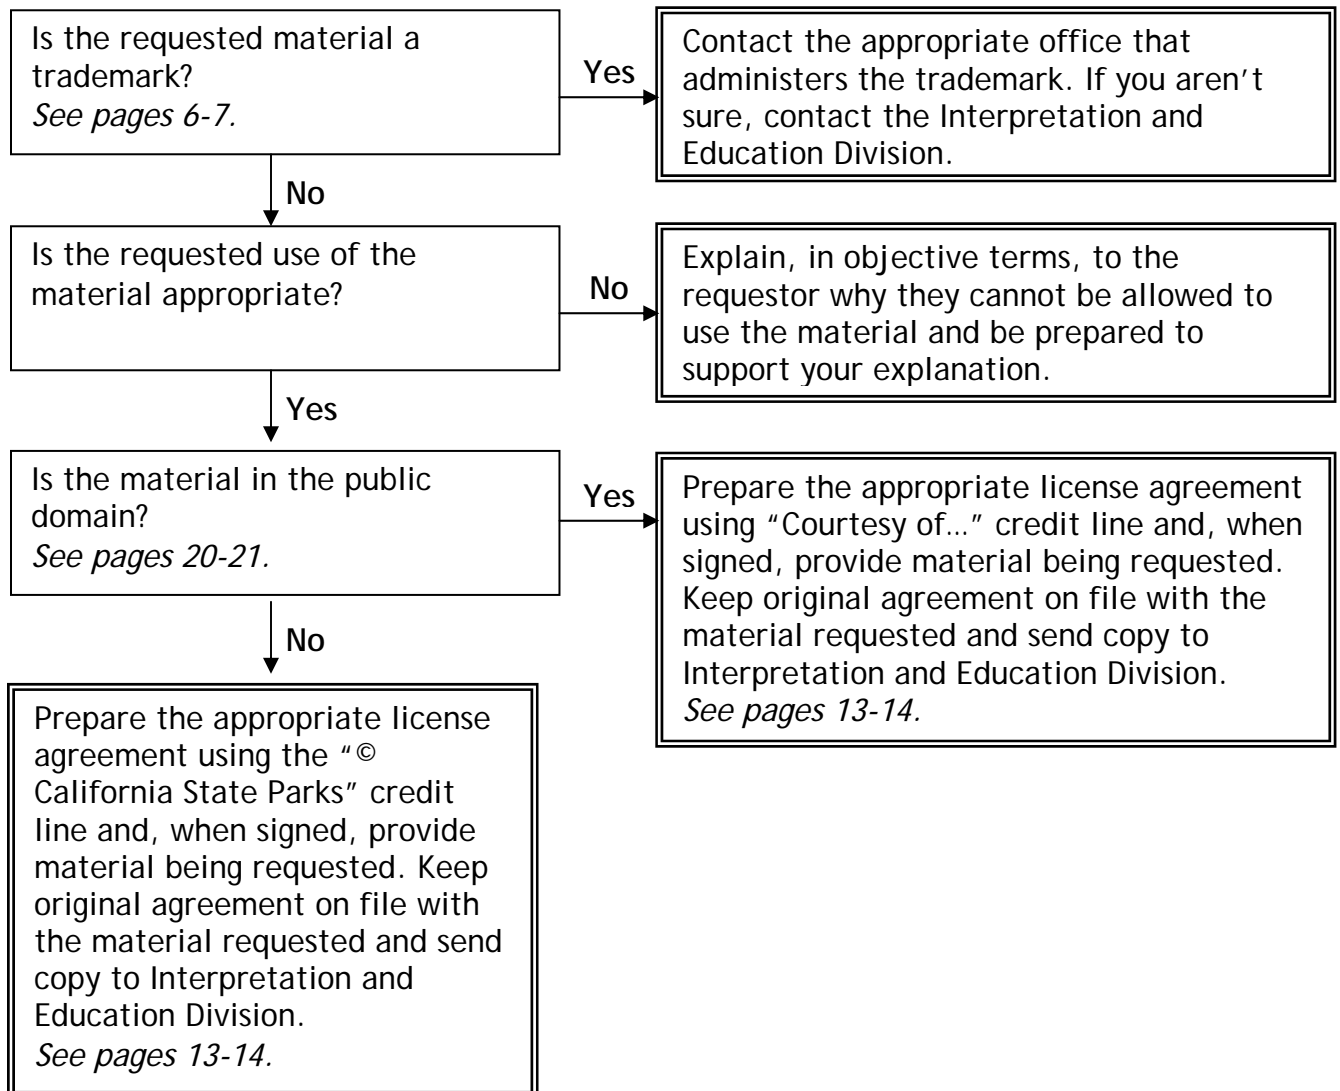 Is the requested material a
trademark?
See pages 6-7.
Yes
Contact the appropriate office that
administers the trademark. If you aren’t
sure, contact the Interpretation and
Education Division.
No
Is the requested use of the
material appropriate?
No
Explain, in objective terms, to the
requestor why they cannot be allowed to
use the material and be prepared to
support your explanation.
Yes
Is the material in the public
domain?
See pages 20-21.
Yes
Prepare the appropriate license agreement
using “Courtesy of…” credit line and, when
signed, provide material being requested.
Keep original agreement on file with the
material requested and send copy to
Interpretation and Education Division.
See pages 13-14.
No
Prepare the appropriate license
agreement using the “©
California State Parks” credit
line and, when signed, provide
material being requested. Keep
original agreement on file with
the material requested and send
copy to Interpretation and
Education Division.
See pages 13-14.